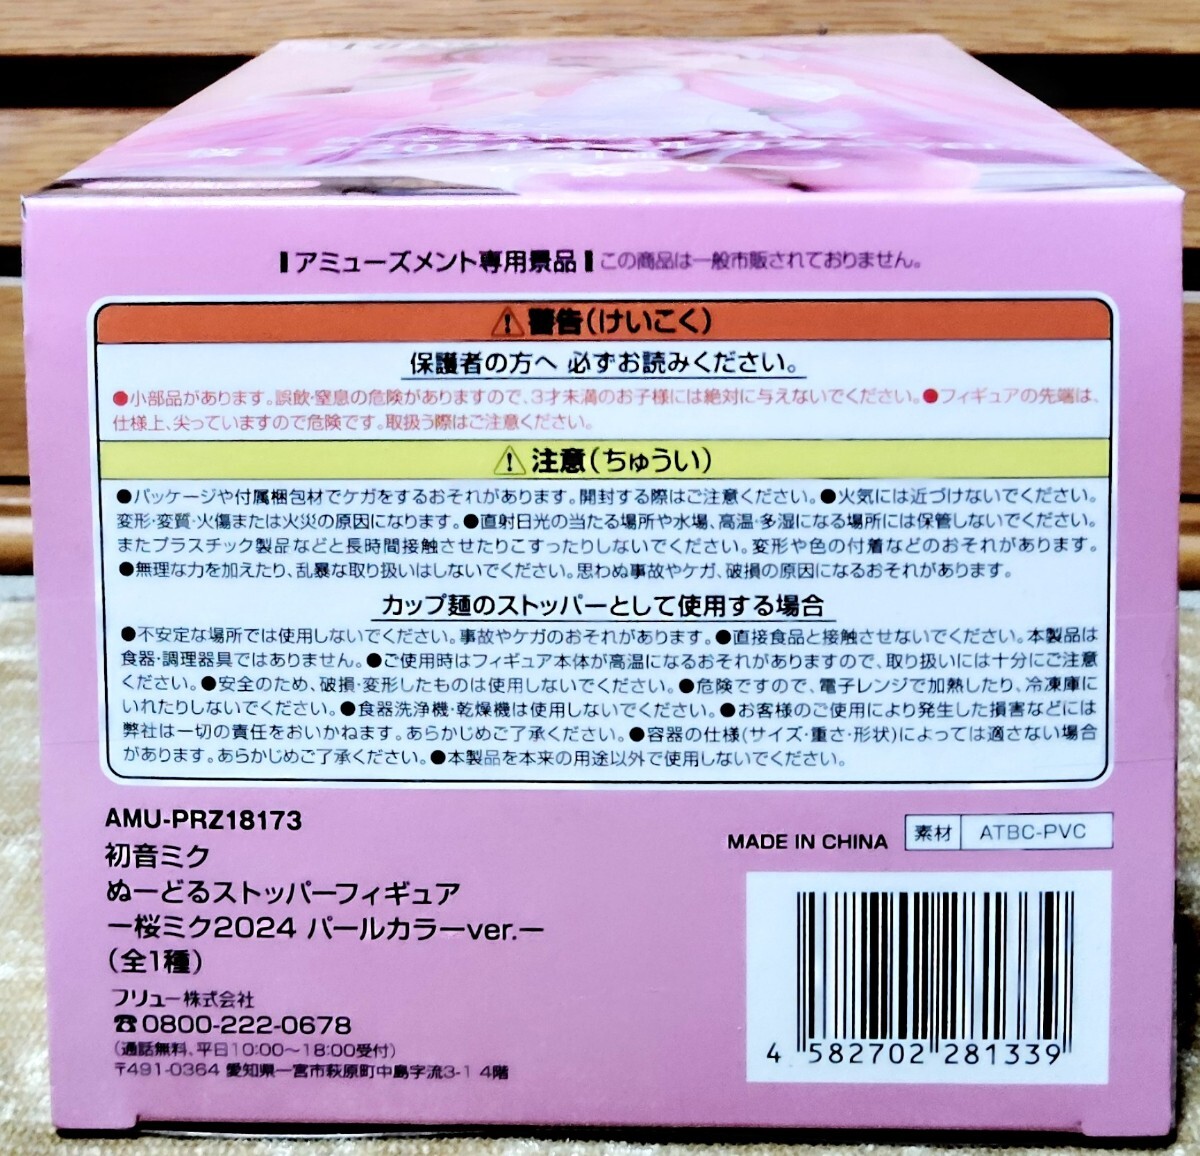 ▌アミューズメント専用景品▐ この商品は一般市販されておりません。
⚠警告(けいこく)
保護者の方へ 必ずお読みください。
●小部品があります。誤飲・窒息の危険がありますので、3才未満のお子様には絶対に与えないでください。●フィギュアの先端は、
仕様上、尖っていますので危険です。取扱う際はご注意ください。
⚠注意(ちゅうい)
●パッケージや付属梱包材でケガをするおそれがあります。開封する際はご注意ください。●火気には近づけないでください。
変形・変質・火傷または火災の原因になります。●直射日光の当たる場所や水場、高温・多湿になる場所には保管しないでください。
またプラスチック製品などと長時間接触させたりこすったりしないでください。変形や色の付着などのおそれがあります。
●無理な力を加えたり、乱暴な取り扱いはしないでください。思わぬ事故やケガ、破損の原因になるおそれがあります。
カップ麺のストッパーとして使用する場合
●不安定な場所では使用しないでください。事故やケガのおそれがあります。●直接食品と接触させないでください。本製品は
食器・調理器具ではありません。●ご使用時はフィギュア本体が高温になるおそれがありますので、取り扱いには十分にご注意
ください。●安全のため、破損・変形したものは使用しないでください。●危険ですので、電子レンジで加熱したり、冷凍庫に
いれたりしないでください。●食器洗浄機・乾燥機は使用しないでください。●お客様のご使用により発生した損害などには
弊社は一切の責任をおいかねます。あらかじめご了承ください。●容器の仕様(サイズ・重さ・形状)によっては適さない場合
があります。あらかじめご了承ください。●本製品を本来の用途以外で使用しないでください。
AMU-PRZ18173
初音ミク
ぬーどるストッパーフィギュア
ー桜ミク2024 パールカラーver.ー
(全1種)
フリュー株式会社
☎0800-222-0678
(通話無料、平日10:00～18:00受付)
〒491-0364 愛知県一宮市萩原町中島字流3-1 4階
MADE IN CHINA 素材 ATBC-PVC
4 582702 281339